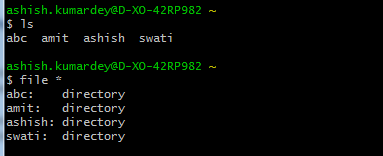 ashish.kumardey@D-XO-42RP982 ~
$ ls
abc  amit  ashish  swati
ashish.kumardey@D-XO-42RP982 ~
$ file *
abc:    directory
amit:   directory
ashish: directory
swati:  directory